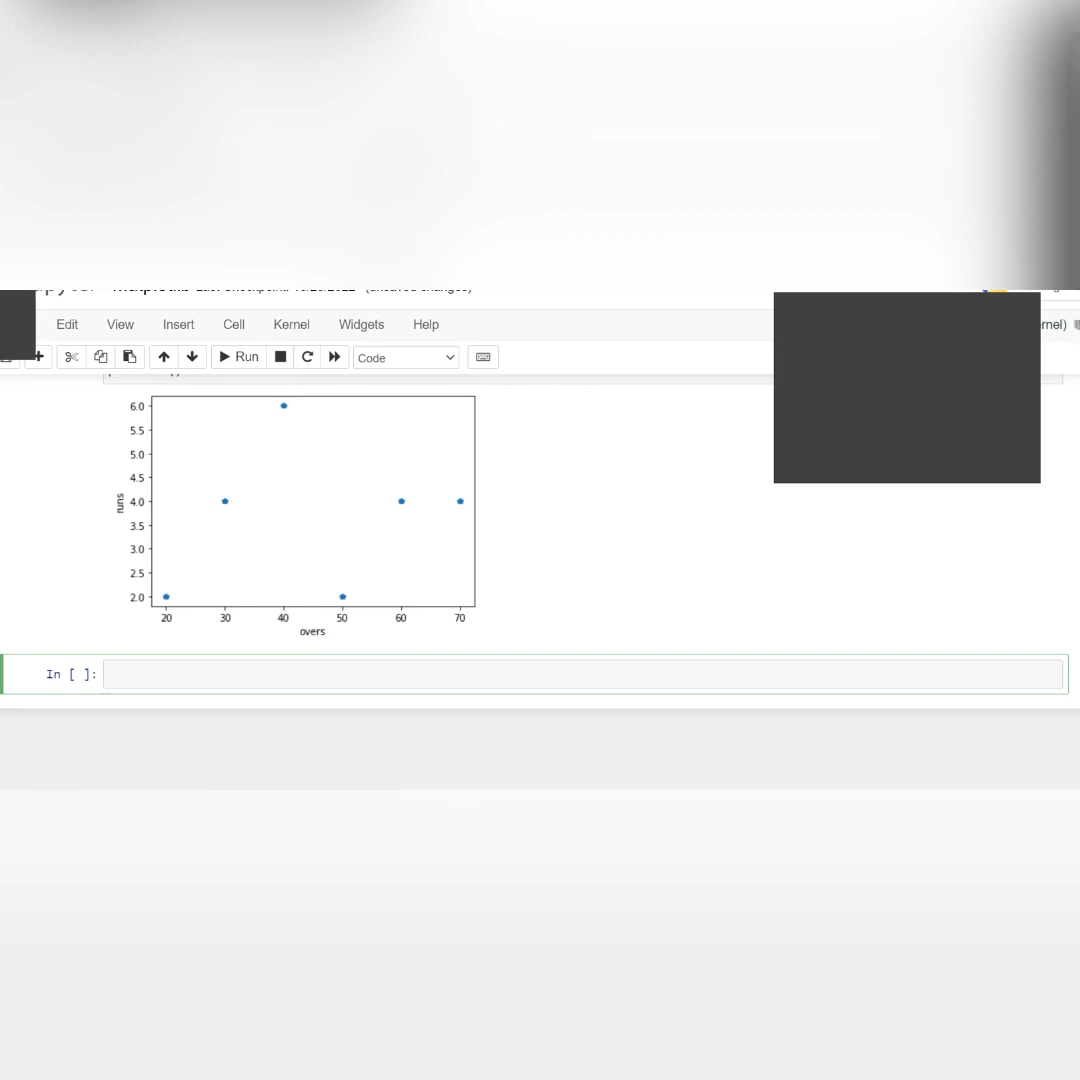 Edit View Insert Cell Kernel Widgets Help
Run Code
6.0
5.5
5.0
4.5
4.0
3.5
3.0
2.5
2.0
runs
20 30 40 50 60 70
overs
In [ ]: